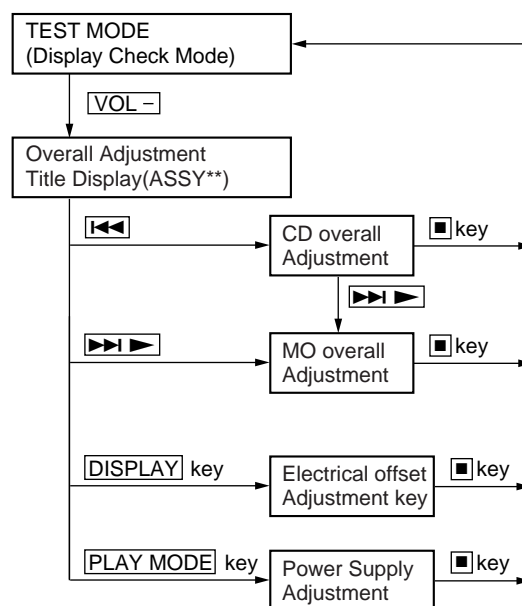 TEST MODE
(Display Check Mode)
VOL –
Overall Adjustment
Title Display(ASSY**)
CD overall
Adjustment
■ key
MO overall
Adjustment
■ key
DISPLAY key
Electrical offset
Adjustment key
■ key
PLAY MODE key
Power Supply
Adjustment
■ key